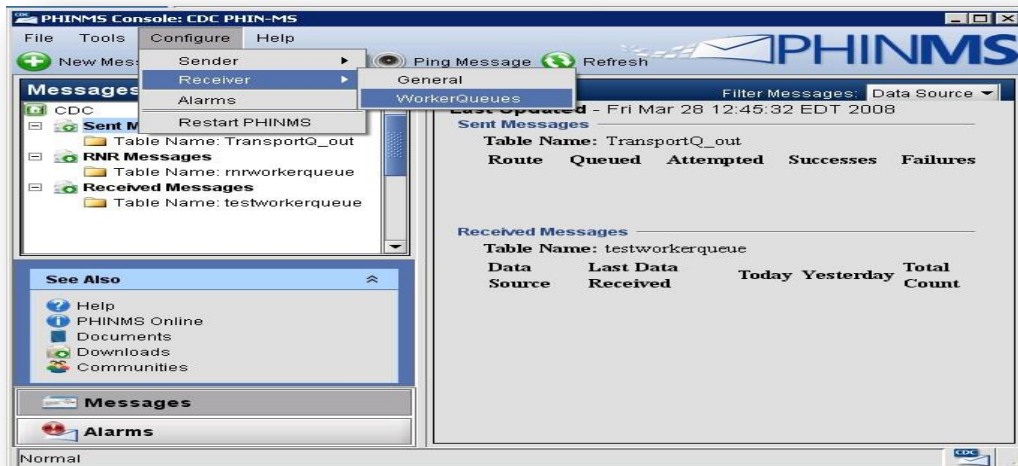 PHINMS Console: CDC PHIN-MS
File Tools Configure Help
New Mes Ping Message Refresh
PHINMS
Sender
Receiver
Alarms
Restart PHINMS
General
WorkerQueues
Messages
Filter Messages: Data Source
CDC
Sent M
Table Name: TransportQ_out
RNR Messages
Table Name: rnrworkerqueue
Received Messages
Table Name: testworkerqueue
Last Updated - Fri Mar 28 12:45:32 EDT 2008
Sent Messages
Table Name: TransportQ_out
Route Queued Attempted Successes Failures
Received Messages
Table Name: testworkerqueue
Data Source Last Data Received Today Yesterday Total Count
See Also
Help
PHINMS Online
Documents
Downloads
Communities
Messages
Alarms
Normal
CDC